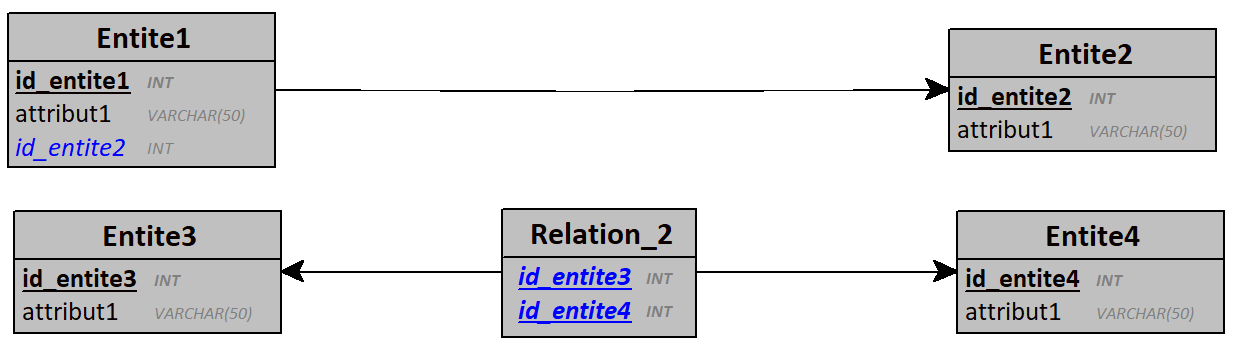 Entite1
id_entite1 INT
attribut1 VARCHAR(50)
id_entite2 INT
Entite2
id_entite2 INT
attribut1 VARCHAR(50)
Entite3
id_entite3 INT
attribut1 VARCHAR(50)
Relation_2
id_entite3 INT
id_entite4 INT
Entite4
id_entite4 INT
attribut1 VARCHAR(50)